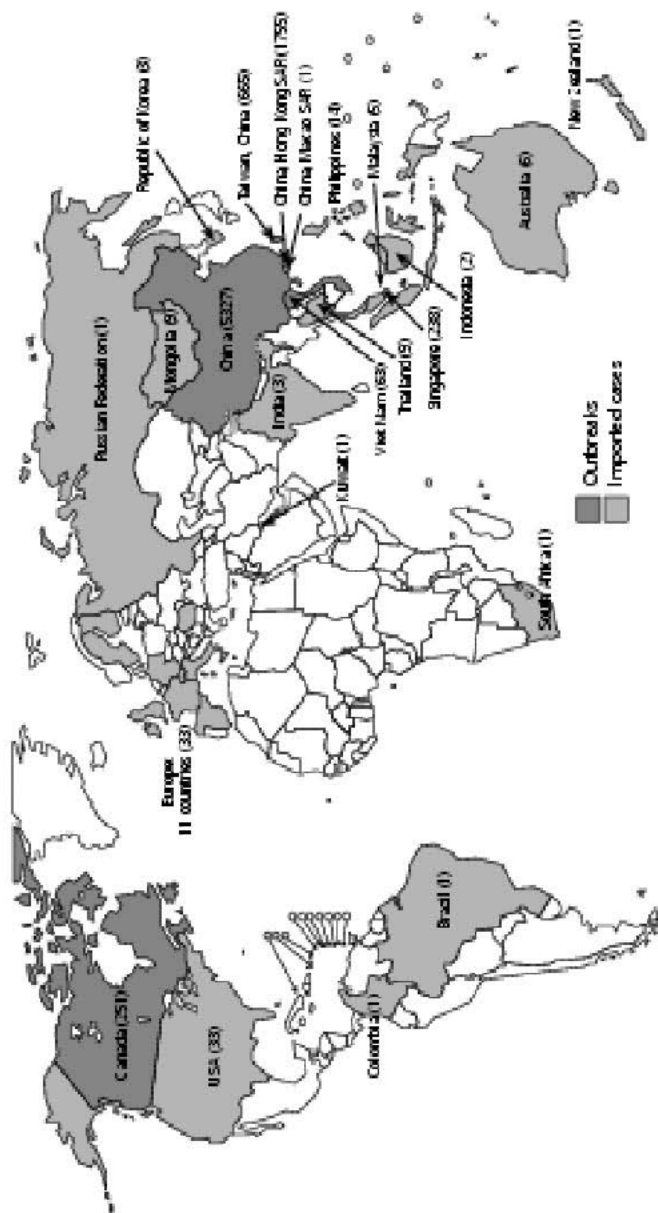 Canada (251)
USA (33)
Colombia (1)
Brazil (1)
Europe:
11 countries (33)
Russian Federation (1)
Mongolia (9)
China (5327)
India (3)
Kuwait (1)
South Africa (1)
Republic of Korea (3)
Taiwan, China (665)
China, Hong Kong SAR (1755)
China, Macao SAR (1)
Philippines (14)
Malaysia (5)
Viet Nam (63)
Thailand (9)
Singapore (238)
Indonesia (2)
Australia (6)
New Zealand (1)
Outbreaks
Imported cases